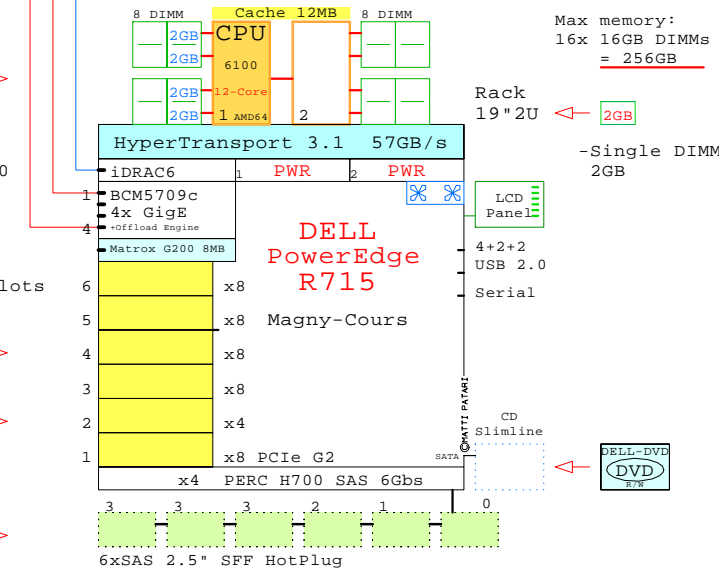 8 DIMM
Cache 12MB
8 DIMM
Max memory:
16x 16GB DIMMs
= 256GB
2GB
CPU
2GB
6100
2GB
12-Core
2GB
1 AMD64
2
Rack
19"2U
2GB
HyperTransport 3.1 57GB/s
-Single DIMM
2GB
0
iDRAC6
1 PWR
2 PWR
1
BCM5709c
4x GigE
4
+Offload Engine
LCD
Panel
Matrox G200 8MB
DELL
PowerEdge
R715
4+2+2
USB 2.0
Serial
lots
6
x8
5
x8
Magny-Cours
4
x8
3
x8
2
x4
1
x8 PCIe G2
©MATTI PATARI
CD
Slimline
SATA
DELL-DVD
DVD
R/W
x4 PERC H700 SAS 6Gbs
3
3
3
2
1
0
6xSAS 2.5" SFF HotPlug